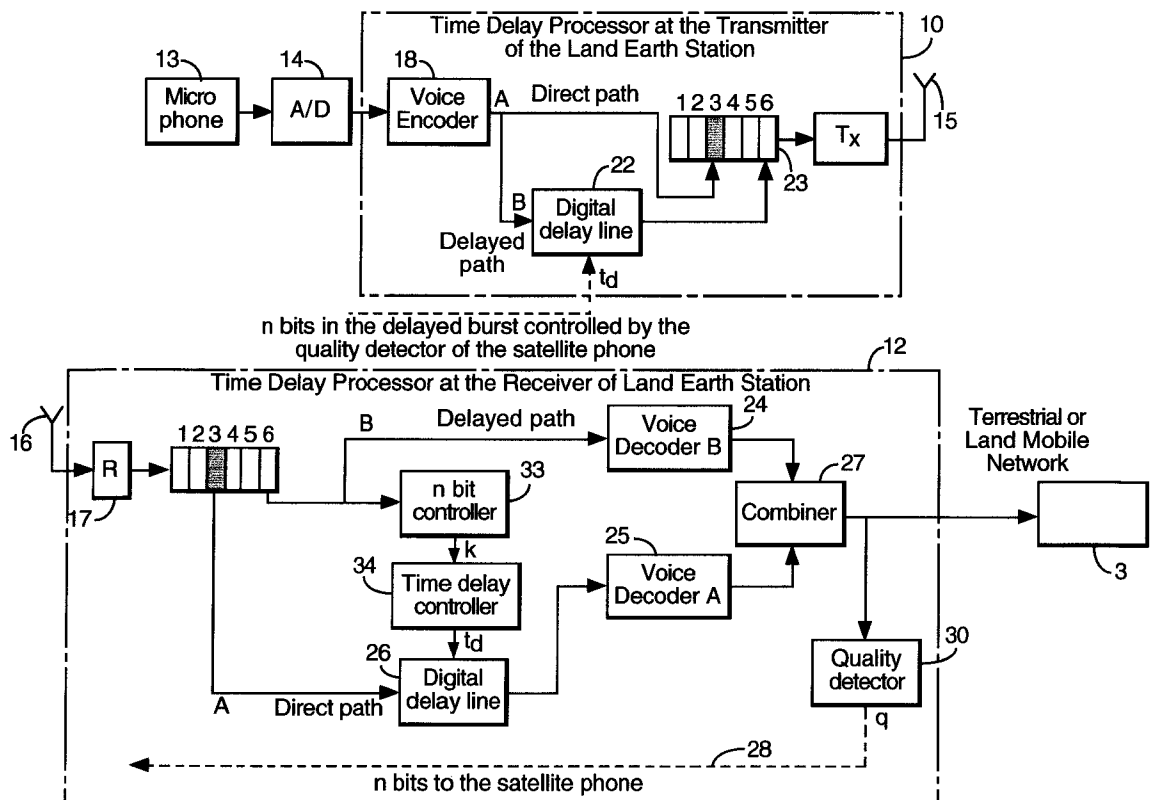 Time Delay Processor at the Transmitter
of the Land Earth Station
10
13
14
18
Micro
phone
A/D
Voice
Encoder
A
Direct path
1 2 3 4 5 6
Tx
15
23
22
B
Digital
delay line
Delayed
path
td
n bits in the delayed burst controlled by the
quality detector of the satellite phone
12
Time Delay Processor at the Receiver of Land Earth Station
16
R
17
1 2 3 4 5 6
B
Delayed path
Voice
Decoder B
24
Terrestrial or
Land Mobile
Network
33
n bit
controller
27
Combiner
k
34
Time delay
controller
25
Voice
Decoder A
3
td
26
Digital
delay line
A
Direct path
30
Quality
detector
q
28
n bits to the satellite phone